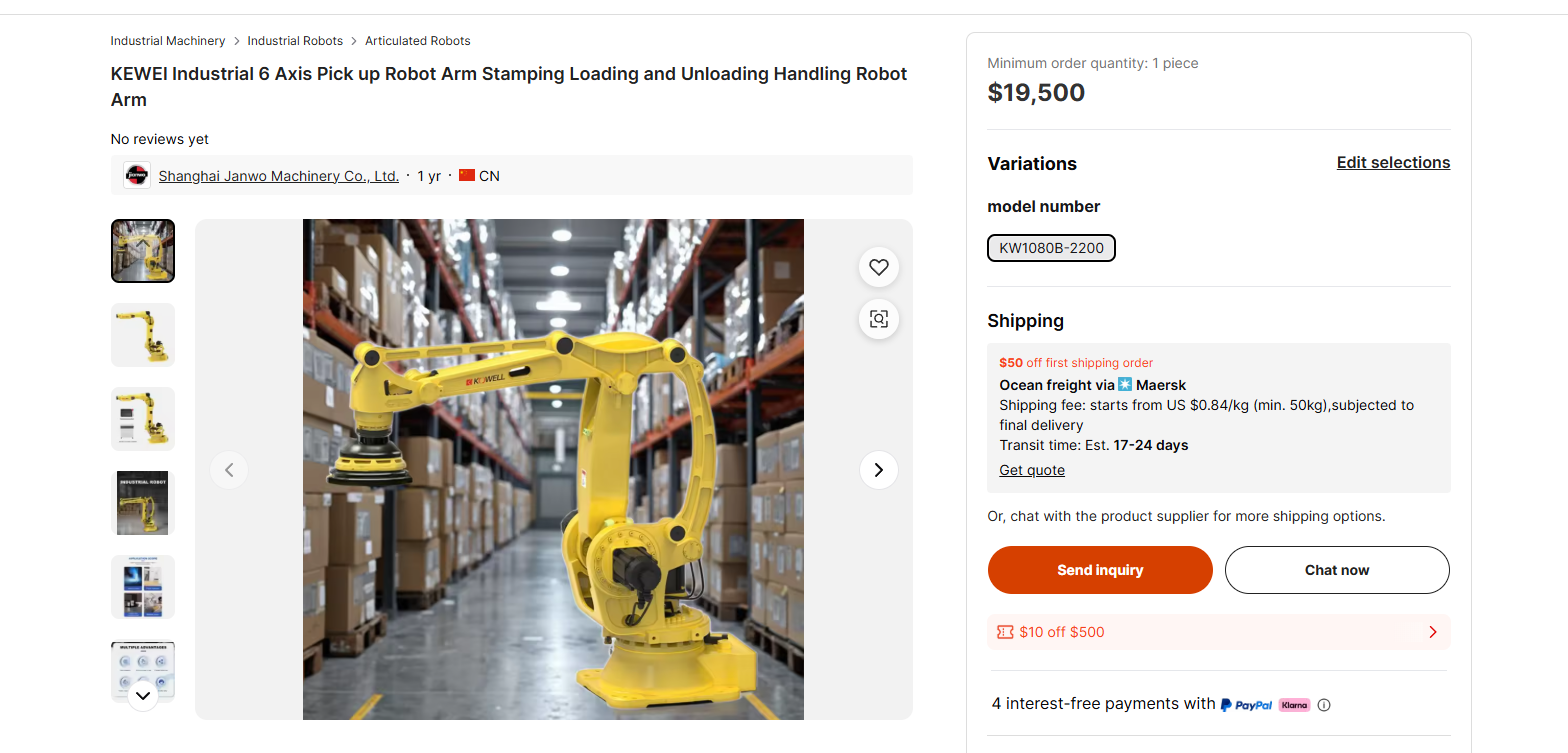 Industrial Machinery > Industrial Robots > Articulated Robots
KEWEI Industrial 6 Axis Pick up Robot Arm Stamping Loading and Unloading Handling Robot
Arm
No reviews yet
Shanghai Janwo Machinery Co., Ltd. · 1 yr · CN
INDUSTRIAL ROBOT
MULTIPLE ADVANTAGES
Minimum order quantity: 1 piece
$19,500
Variations
Edit selections
model number
KW1080B-2200
Shipping
$50 off first shipping order
Ocean freight via Maersk
Shipping fee: starts from US $0.84/kg (min. 50kg),subjected to
final delivery
Transit time: Est. 17-24 days
Get quote
Or, chat with the product supplier for more shipping options.
Send inquiry
Chat now
$10 off $500
4 interest-free payments with PayPal Klarna